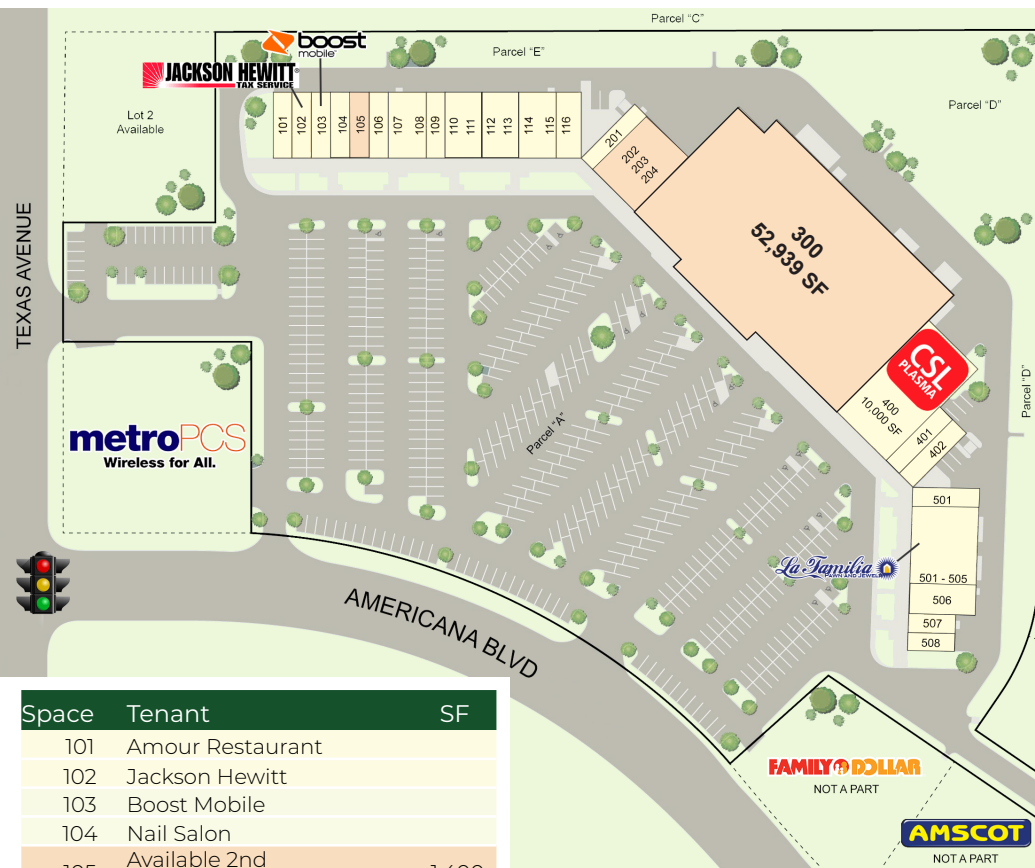 Parcel "C"
boost
mobile
Parcel "E"
JACKSON HEWITT®
TAX SERVICE
Lot 2
Available
Parcel "D"
101
102
103
104
105
106
107
108
109
110
111
112
113
114
115
116
201
202
203
204
TEXAS AVENUE
300
52,939 SF
CSL
PLASMA
Parcel "D"
400
10,000 SF
401
402
Parcel "A"
metroPCS
Wireless for All.
501
La Familia
PAWN AND JEWELRY
501 - 505
506
507
508
AMERICANA BLVD
FAMILY DOLLAR
NOT A PART
AMSCOT
NOT A PART
Space Tenant SF
101 Amour Restaurant
102 Jackson Hewitt
103 Boost Mobile
104 Nail Salon
Available 2nd